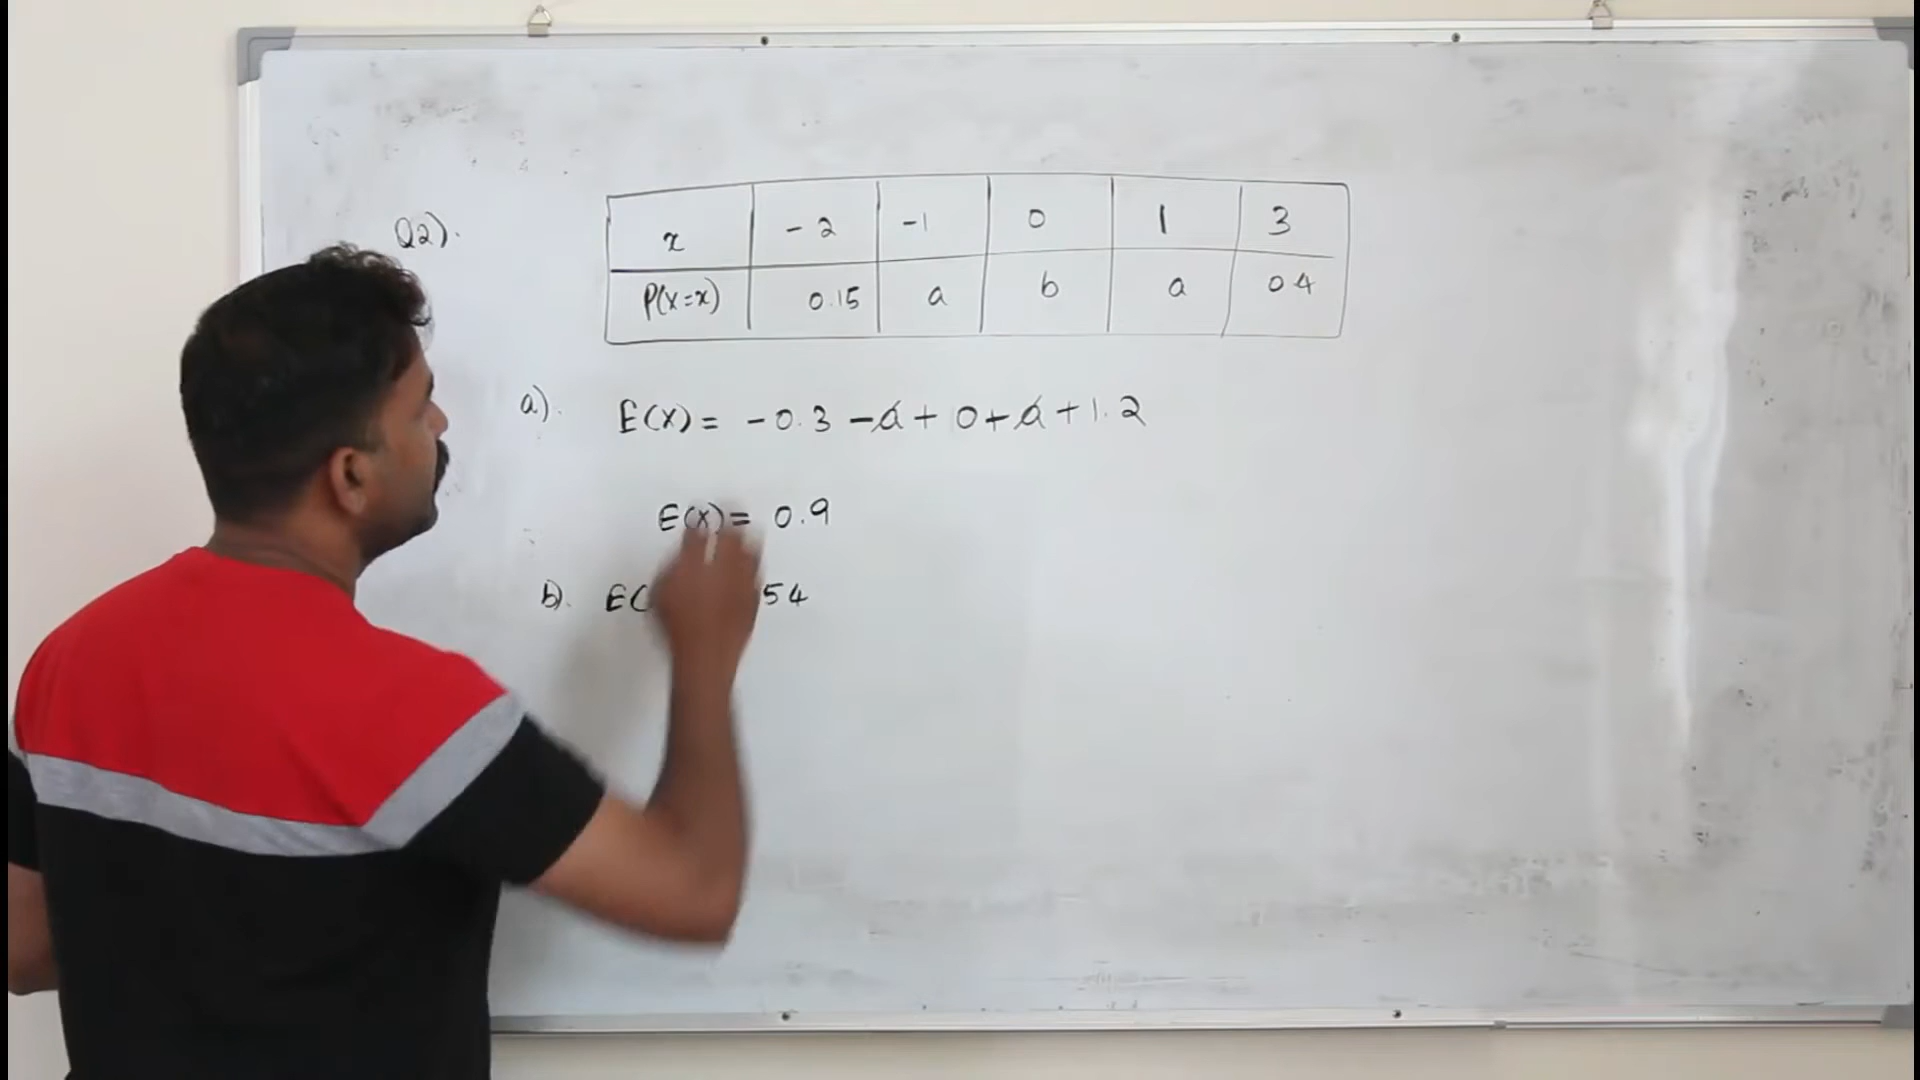 Q2).
x -2 -1 0 1 3
P(X=x) 0.15 a b a 0.4
a). E(X) = -0.3 -a + 0 + a + 1.2
E(X) = 0.9
b). E( 54